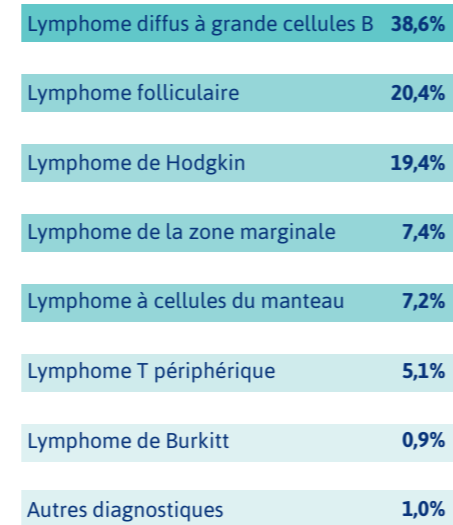 Lymphome diffus à grande cellules B 38,6%
Lymphome folliculaire 20,4%
Lymphome de Hodgkin 19,4%
Lymphome de la zone marginale 7,4%
Lymphome à cellules du manteau 7,2%
Lymphome T périphérique 5,1%
Lymphome de Burkitt 0,9%
Autres diagnostiques 1,0%